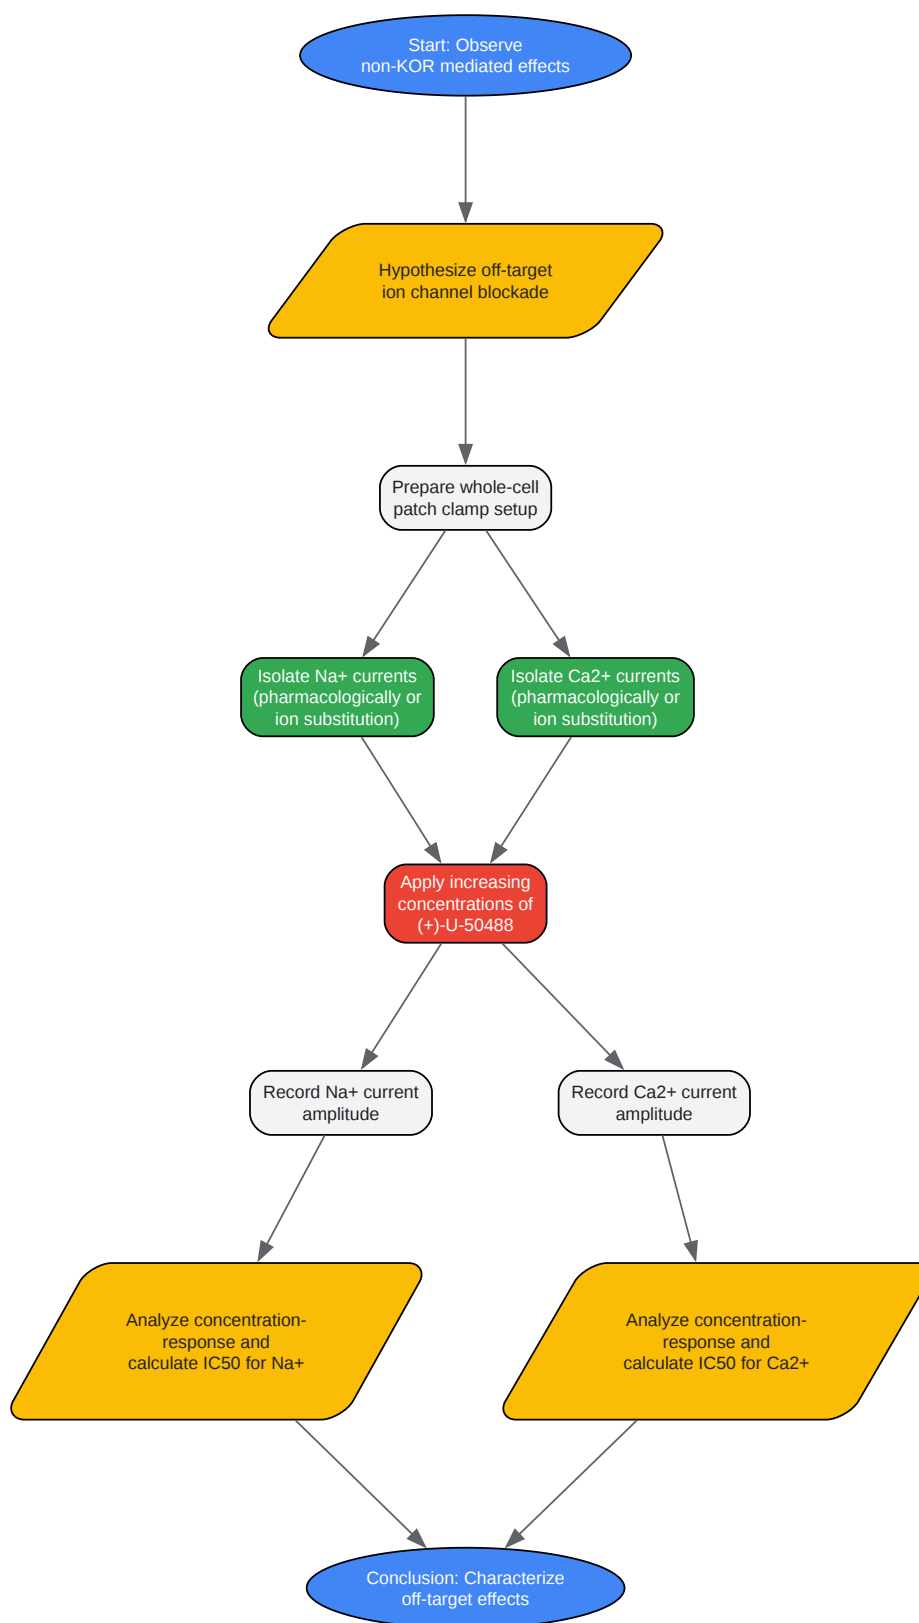 Start: Observe
non-KOR mediated effects
Hypothesize off-target
ion channel blockade
Prepare whole-cell
patch clamp setup
Isolate Na+ currents
(pharmacologically or
ion substitution)
Isolate Ca2+ currents
(pharmacologically or
ion substitution)
Apply increasing
concentrations of
(+)-U-50488
Record Na+ current
amplitude
Record Ca2+ current
amplitude
Analyze concentration-
response and
calculate IC50 for Na+
Analyze concentration-
response and
calculate IC50 for Ca2+
Conclusion: Characterize
off-target effects